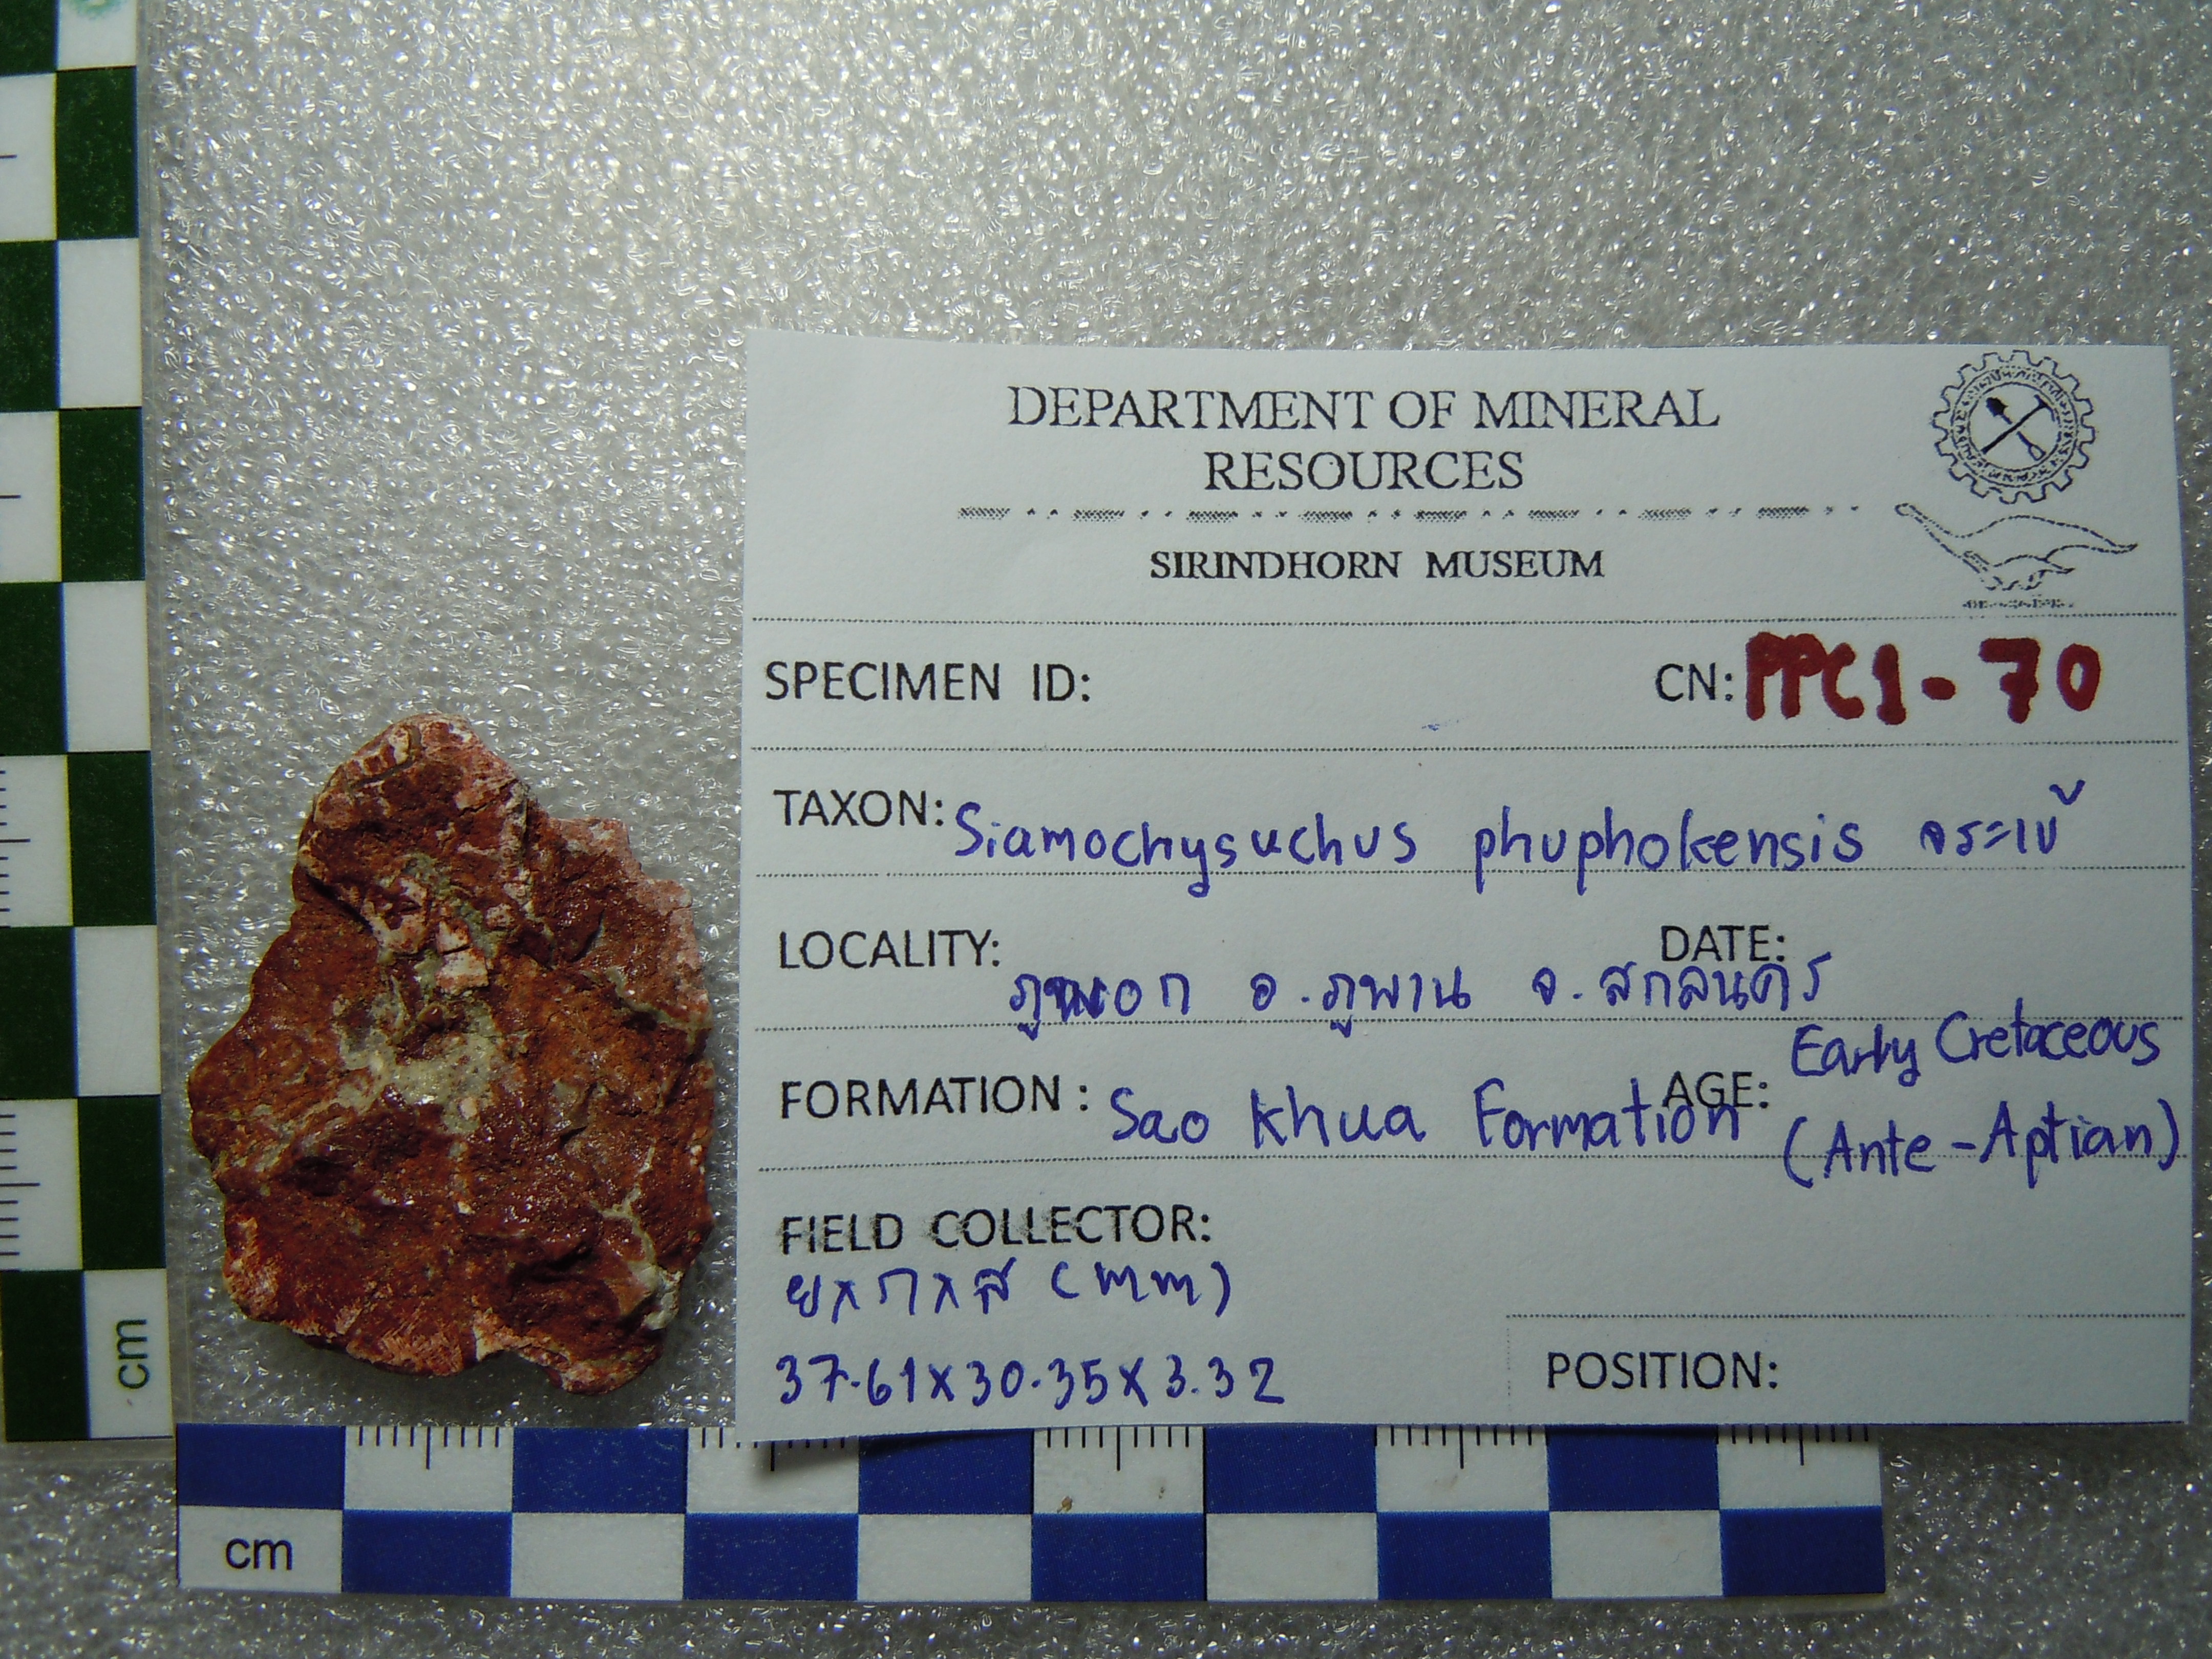 DEPARTMENT OF MINERAL
RESOURCES
SIRINDHORN MUSEUM
SPECIMEN ID:
CN: PPC1-70
TAXON: Siamochysuchus phuphokensis จระเข้
LOCALITY: ภูพอก อ.ภูพาน จ.สกลนคร
DATE:
FORMATION: Sao Khua Formation
AGE: Early Cretaceous
(Ante-Aptian)
FIELD COLLECTOR:
ยxกxส (mm)
37.61x30.35x3.32
POSITION:
cm
cm